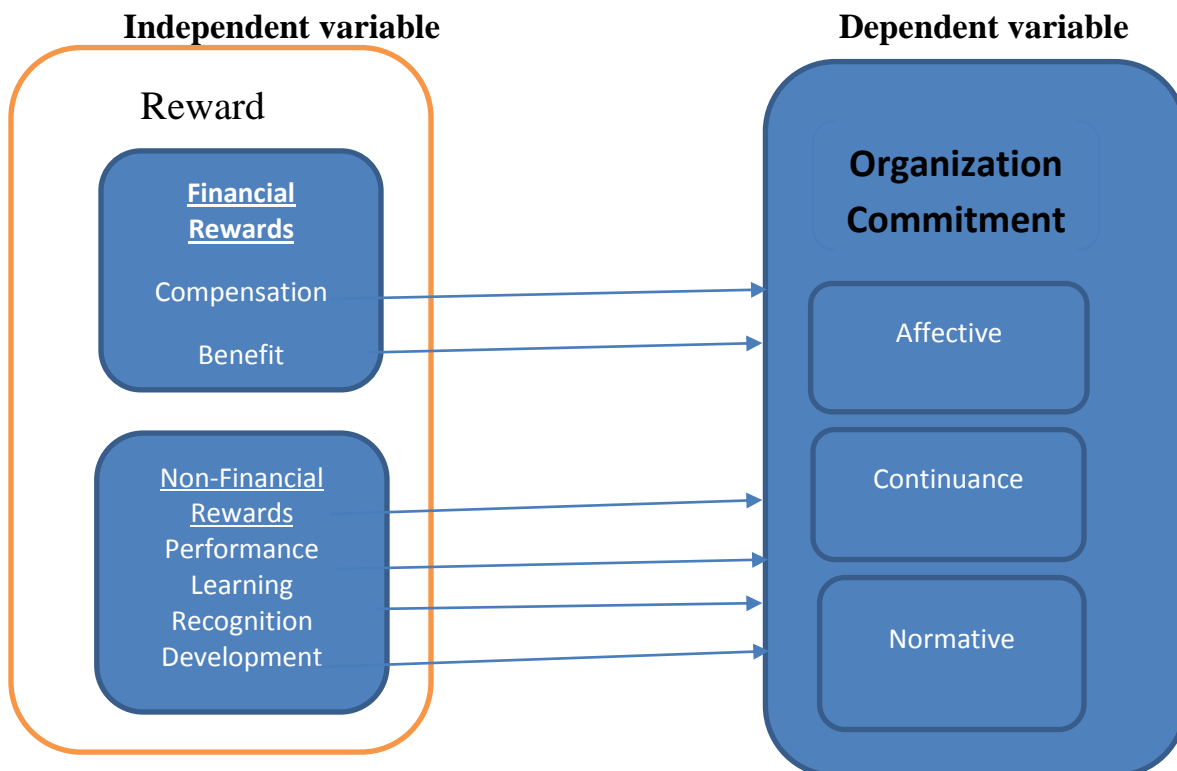 Independent variable
Dependent variable
Reward
Financial
Rewards
Compensation
Benefit
Non-Financial
Rewards
Performance
Learning
Recognition
Development
Organization
Commitment
Affective
Continuance
Normative